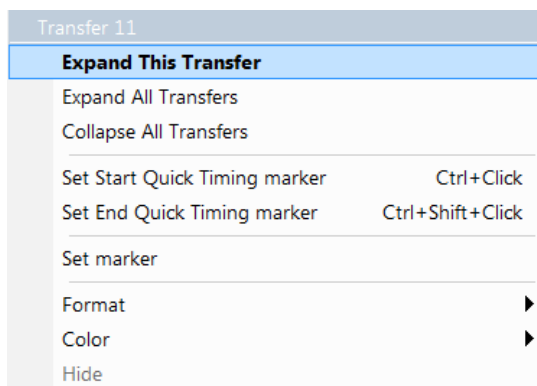 Transfer 11
Expand This Transfer
Expand All Transfers
Collapse All Transfers
Set Start Quick Timing marker Ctrl+Click
Set End Quick Timing marker Ctrl+Shift+Click
Set marker
Format
Color
Hide